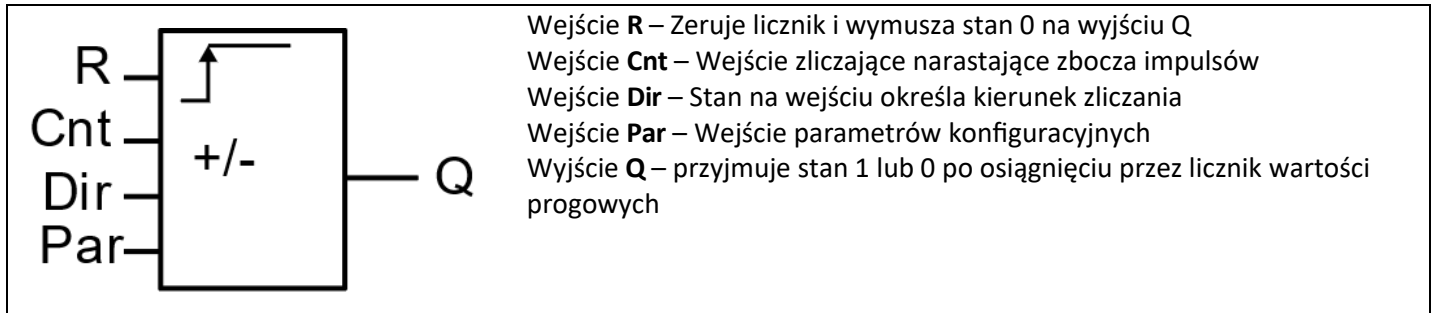 R
Cnt
Dir
Par
+/-
Q
Wejście R – Zeruje licznik i wymusza stan 0 na wyjściu Q
Wejście Cnt – Wejście zliczające narastające zbocza impulsów
Wejście Dir – Stan na wejściu określa kierunek zliczania
Wejście Par – Wejście parametrów konfiguracyjnych
Wyjście Q – przyjmuje stan 1 lub 0 po osiągnięciu przez licznik wartości
progowych